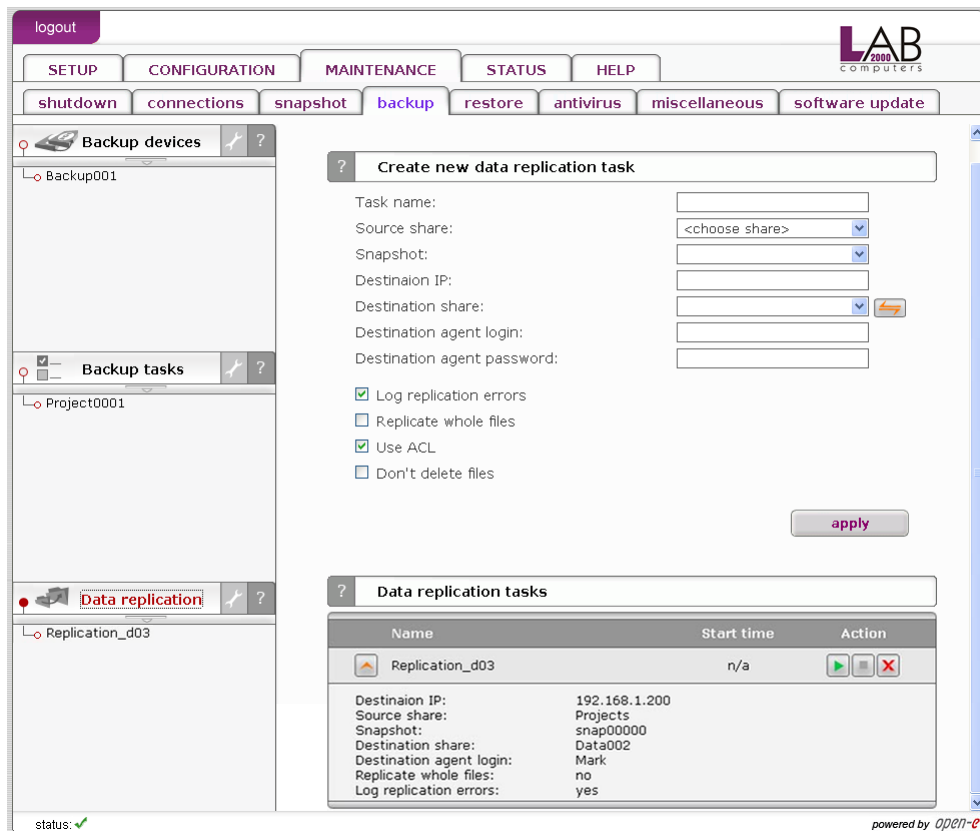 logout
LAB
2000
computers
SETUP CONFIGURATION MAINTENANCE STATUS HELP
shutdown connections snapshot backup restore antivirus miscellaneous software update
Backup devices ?
Backup001
Backup tasks ?
Project0001
Data replication ?
Replication_d03
? Create new data replication task
Task name:
Source share: <choose share>
Snapshot:
Destinaion IP:
Destination share:
Destination agent login:
Destination agent password:
Log replication errors
Replicate whole files
Use ACL
Don't delete files
apply
? Data replication tasks
Name Start time Action
Replication_d03 n/a
Destinaion IP: 192.168.1.200
Source share: Projects
Snapshot: snap00000
Destination share: Data002
Destination agent login: Mark
Replicate whole files: no
Log replication errors: yes
status:
powered by open-e